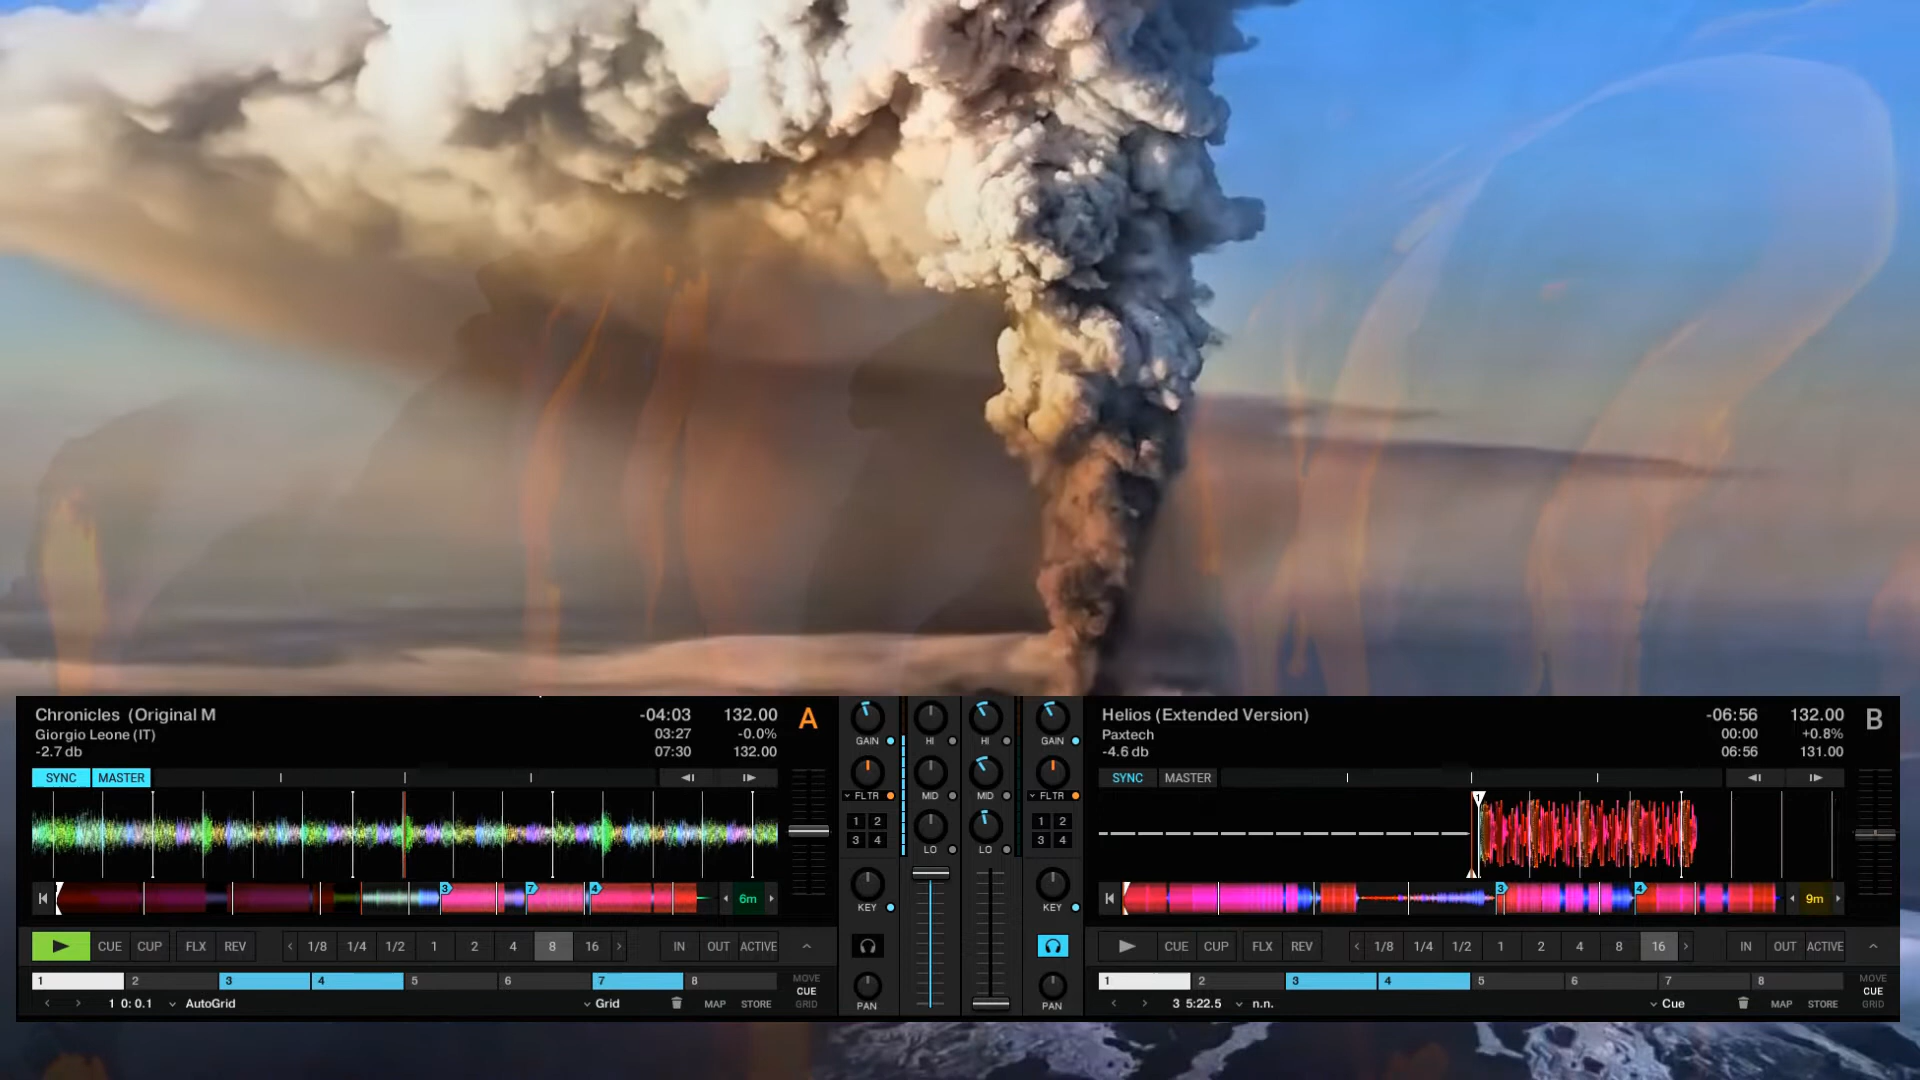 Chronicles (Original M
-04:03 132.00 A
Giorgio Leone (IT)
03:27 -0.0%
-2.7 db
07:30 132.00
SYNC MASTER
3 7 4
6m
CUE CUP FLX REV 1/8 1/4 1/2 1 2 4 8 16 IN OUT ACTIVE
1 2 3 4 5 6 7 8
MOVE
CUE
GRID
1 0: 0.1 AutoGrid Grid MAP STORE
GAIN HI HI GAIN
FLTR MID MID FLTR
1 2 1 2
3 4 3 4
LO LO
KEY KEY
PAN PAN
Helios (Extended Version)
-06:56 132.00 B
Paxtech
00:00 +0.8%
-4.6 db
06:56 131.00
SYNC MASTER
1
3 4
9m
CUE CUP FLX REV 1/8 1/4 1/2 1 2 4 8 16 IN OUT ACTIVE
1 2 3 4 5 6 7 8
MOVE
CUE
GRID
3 5:22.5 n.n. Cue MAP STORE